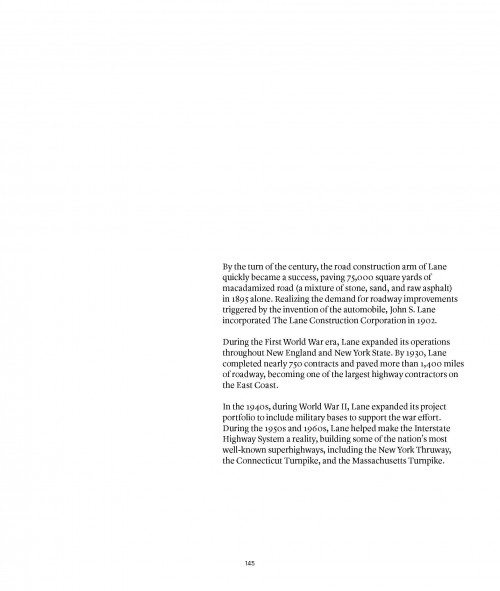 By the turn of the century, the road construction arm of Lane
quickly became a success, paving 75,000 square yards of
macadamized road (a mixture of stone, sand, and raw asphalt)
in 1895 alone. Realizing the demand for roadway improvements
triggered by the invention of the automobile, John S. Lane
incorporated The Lane Construction Corporation in 1902.
During the First World War era, Lane expanded its operations
throughout New England and New York State. By 1930, Lane
completed nearly 750 contracts and paved more than 1,400 miles
of roadway, becoming one of the largest highway contractors on
the East Coast.
In the 1940s, during World War II, Lane expanded its project
portfolio to include military bases to support the war effort.
During the 1950s and 1960s, Lane helped make the Interstate
Highway System a reality, building some of the nation's most
well-known superhighways, including the New York Thruway,
the Connecticut Turnpike, and the Massachusetts Turnpike.
145